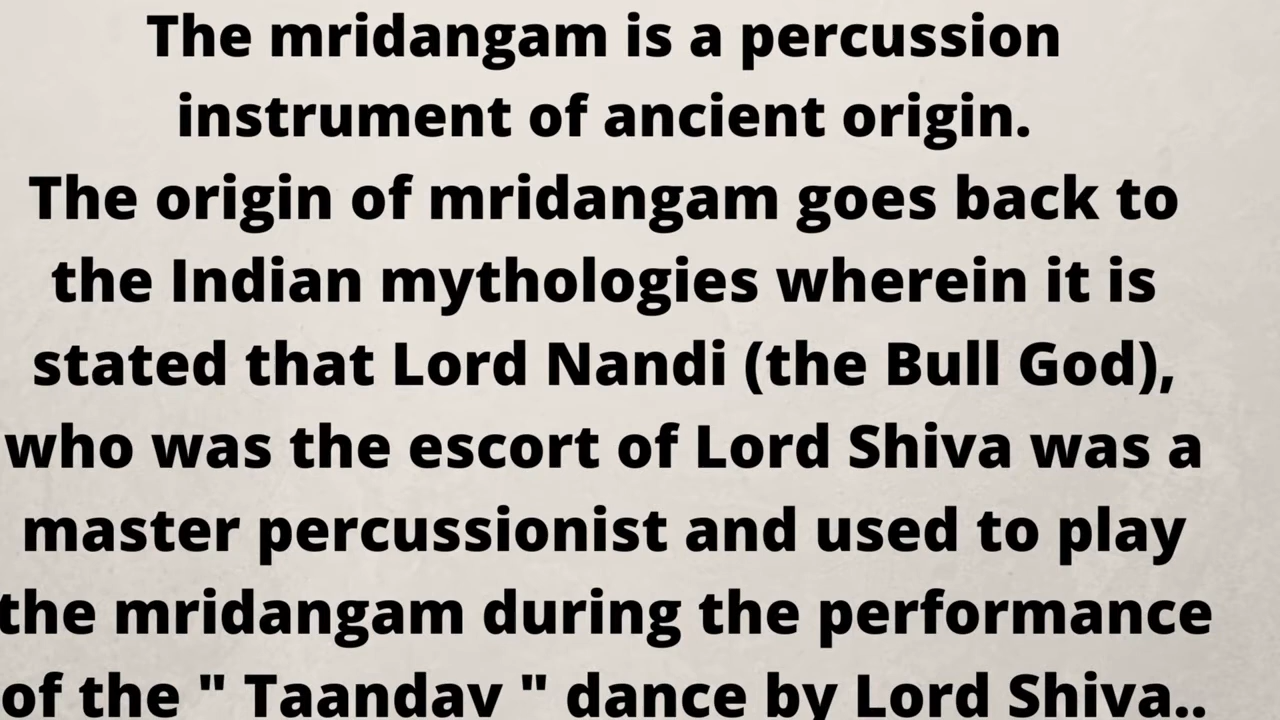 The mridangam is a percussion
instrument of ancient origin.
The origin of mridangam goes back to
the Indian mythologies wherein it is
stated that Lord Nandi (the Bull God),
who was the escort of Lord Shiva was a
master percussionist and used to play
the mridangam during the performance
of the " Taandav " dance by Lord Shiva..